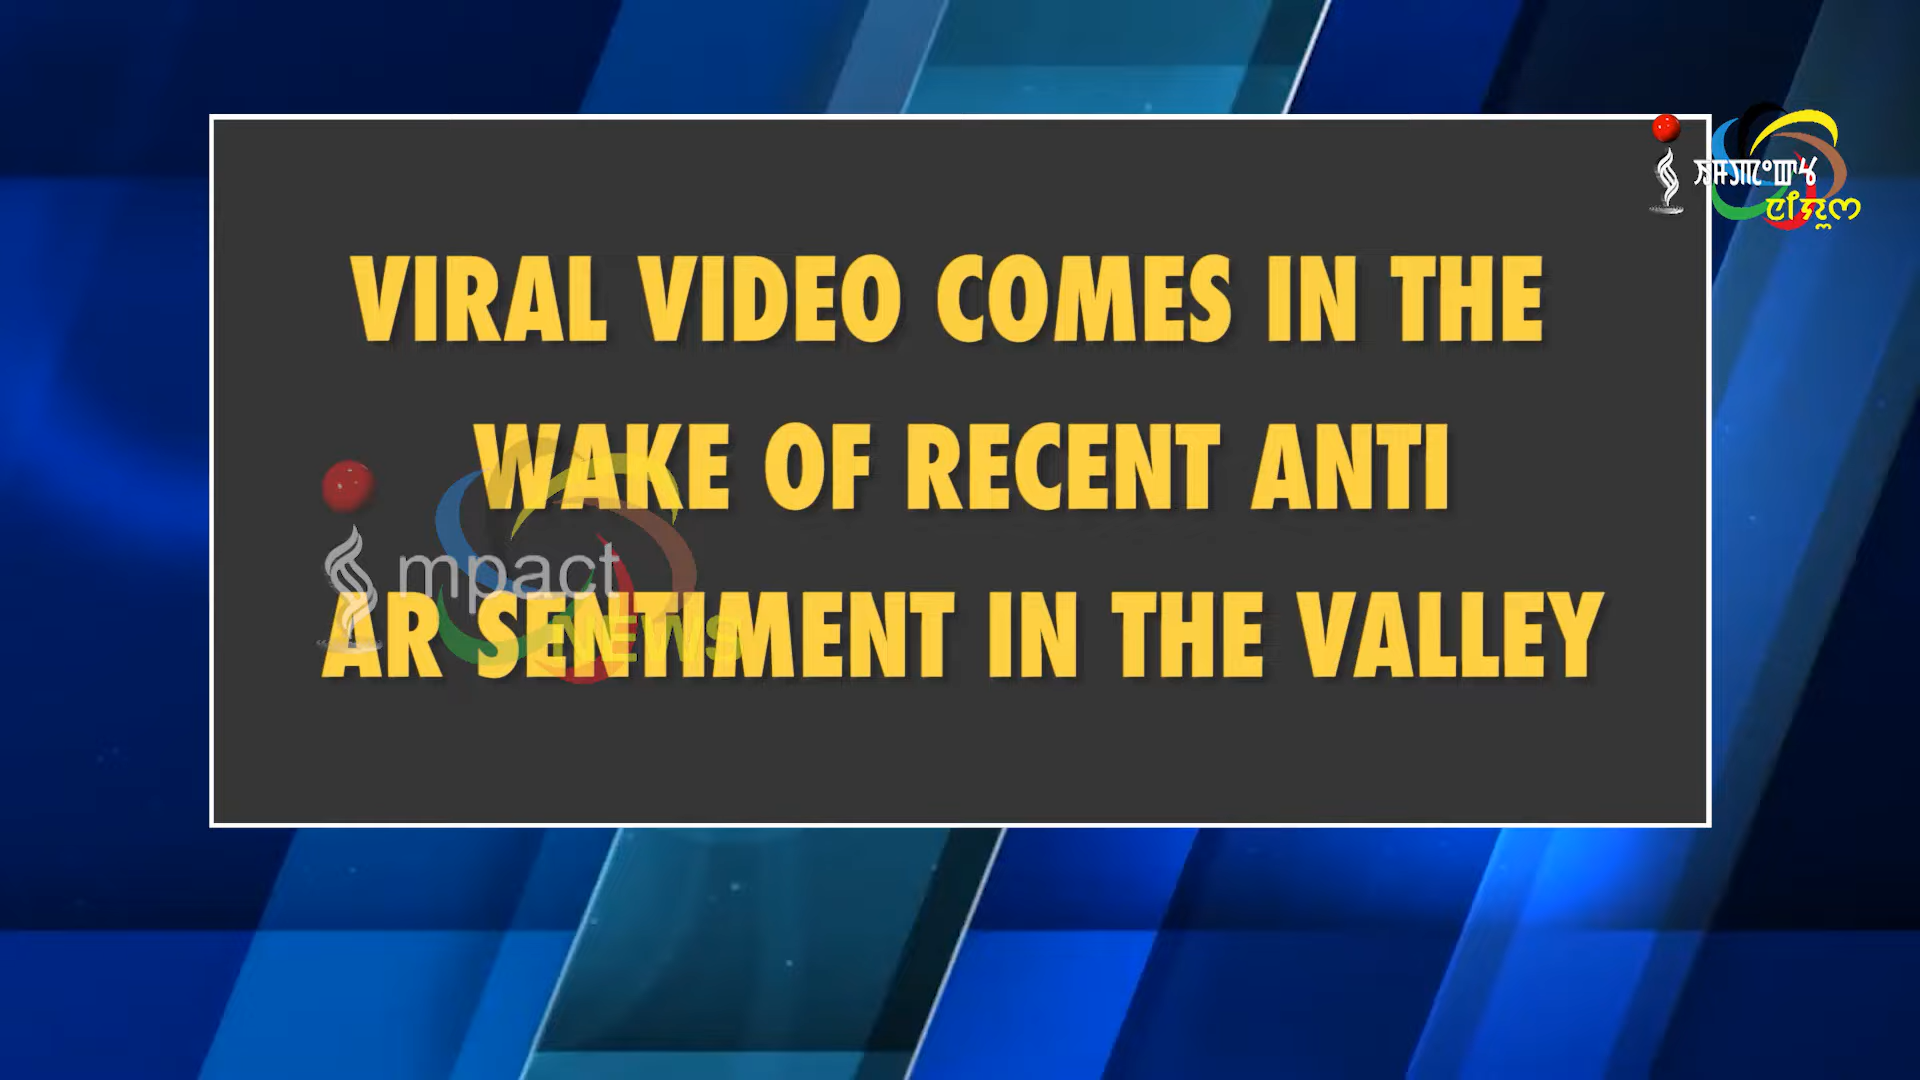 VIRAL VIDEO COMES IN THE
WAKE OF RECENT ANTI
AR SENTIMENT IN THE VALLEY
mpact
NEWS